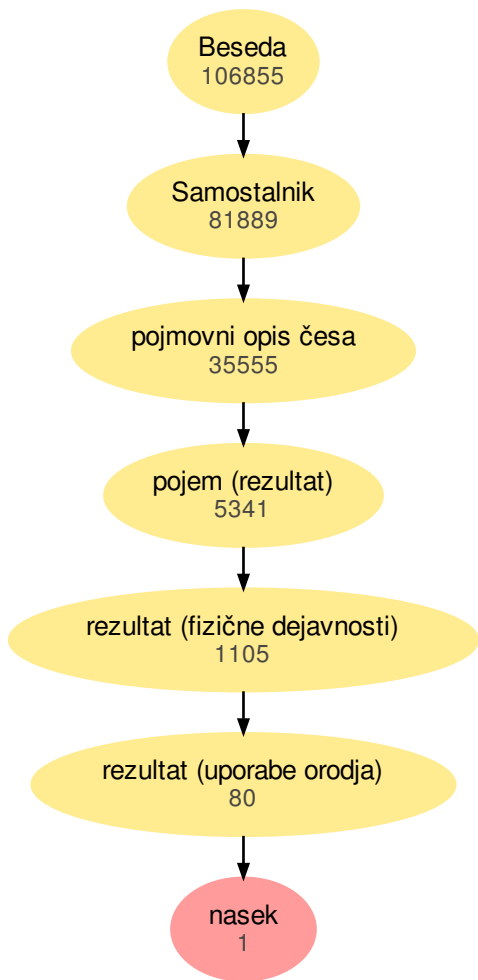 Beseda
106855
Samostalnik
81889
pojmovni opis česa
35555
pojem (rezultat)
5341
rezultat (fizične dejavnosti)
1105
rezultat (uporabe orodja)
80
nasek
1